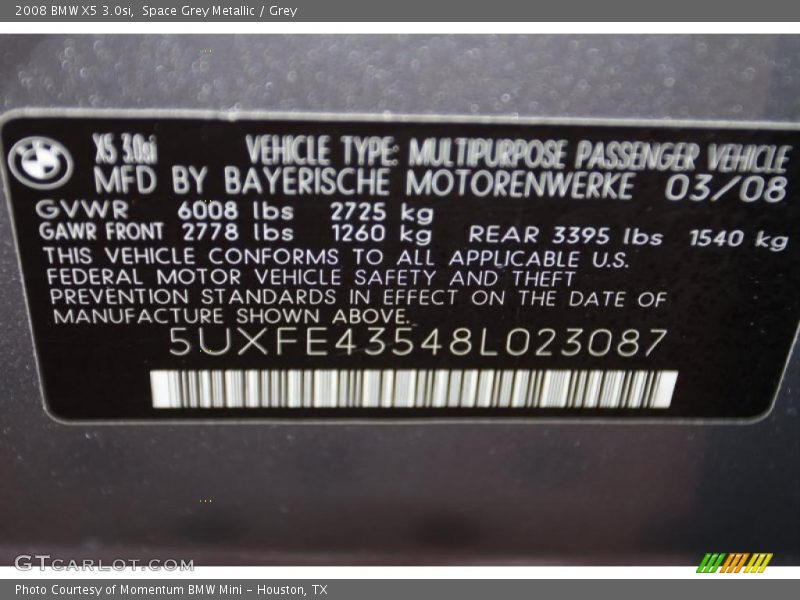 2008 BMW X5 3.0si, Space Grey Metallic / Grey
X5 3.0si VEHICLE TYPE: MULTIPURPOSE PASSENGER VEHICLE
MFD BY BAYERISCHE MOTORENWERKE 03/08
GVWR 6008 lbs 2725 kg
GAWR FRONT 2778 lbs 1260 kg REAR 3395 lbs 1540 kg
THIS VEHICLE CONFORMS TO ALL APPLICABLE U.S.
FEDERAL MOTOR VEHICLE SAFETY AND THEFT
PREVENTION STANDARDS IN EFFECT ON THE DATE OF
MANUFACTURE SHOWN ABOVE.
5UXFE43548L023087
GTCARLOT.COM
Photo Courtesy of Momentum BMW Mini - Houston, TX